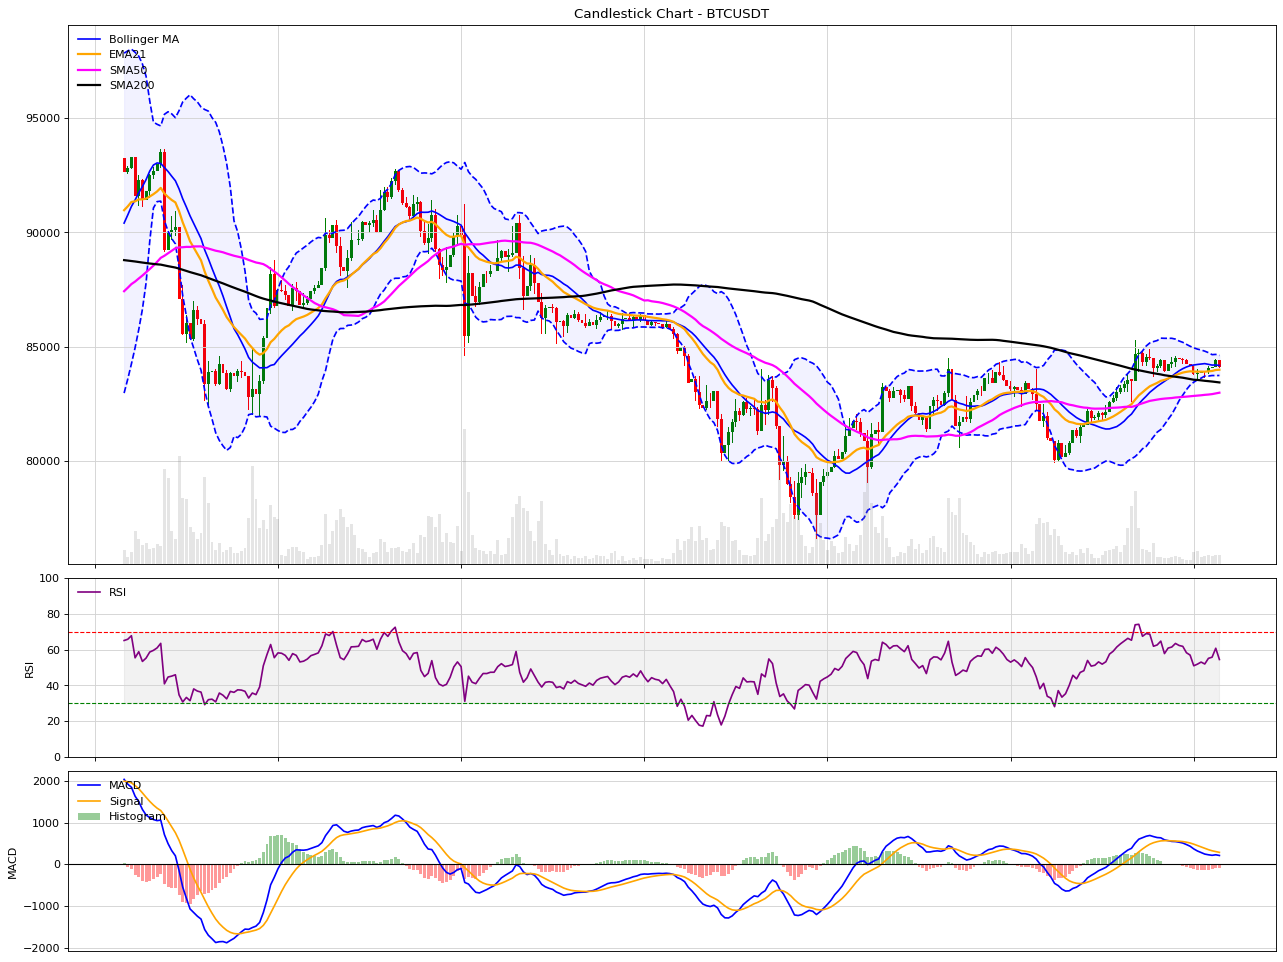 Candlestick Chart - BTCUSDT
Bollinger MA
EMA21
SMA50
SMA200
95000
90000
85000
80000
100
80
60
40
20
0
RSI
RSI
2000
1000
0
−1000
−2000
MACD
MACD
Signal
Histogram